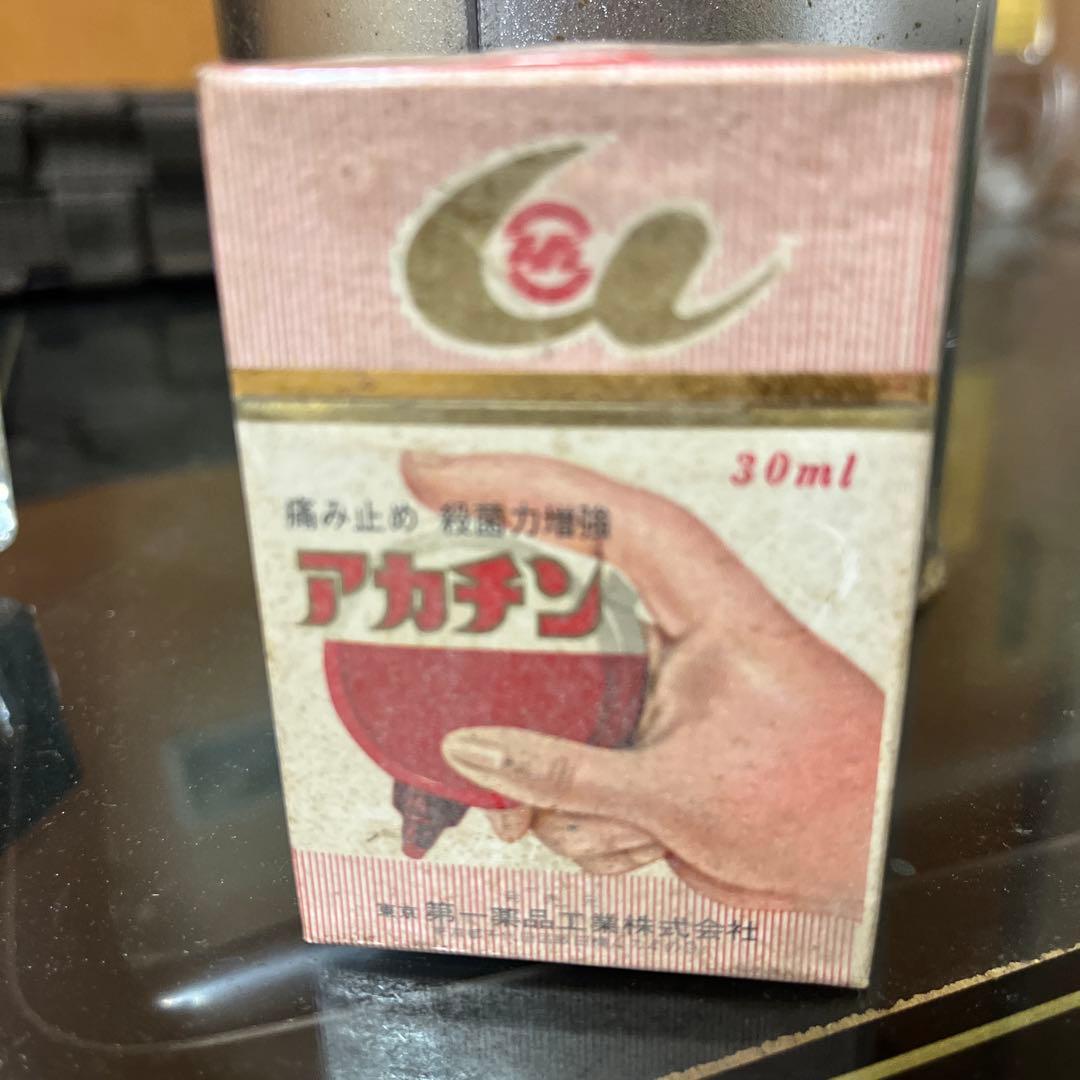 30ml
痛み止め 殺菌力増強
アカチン
東京 第一薬品工業株式会社